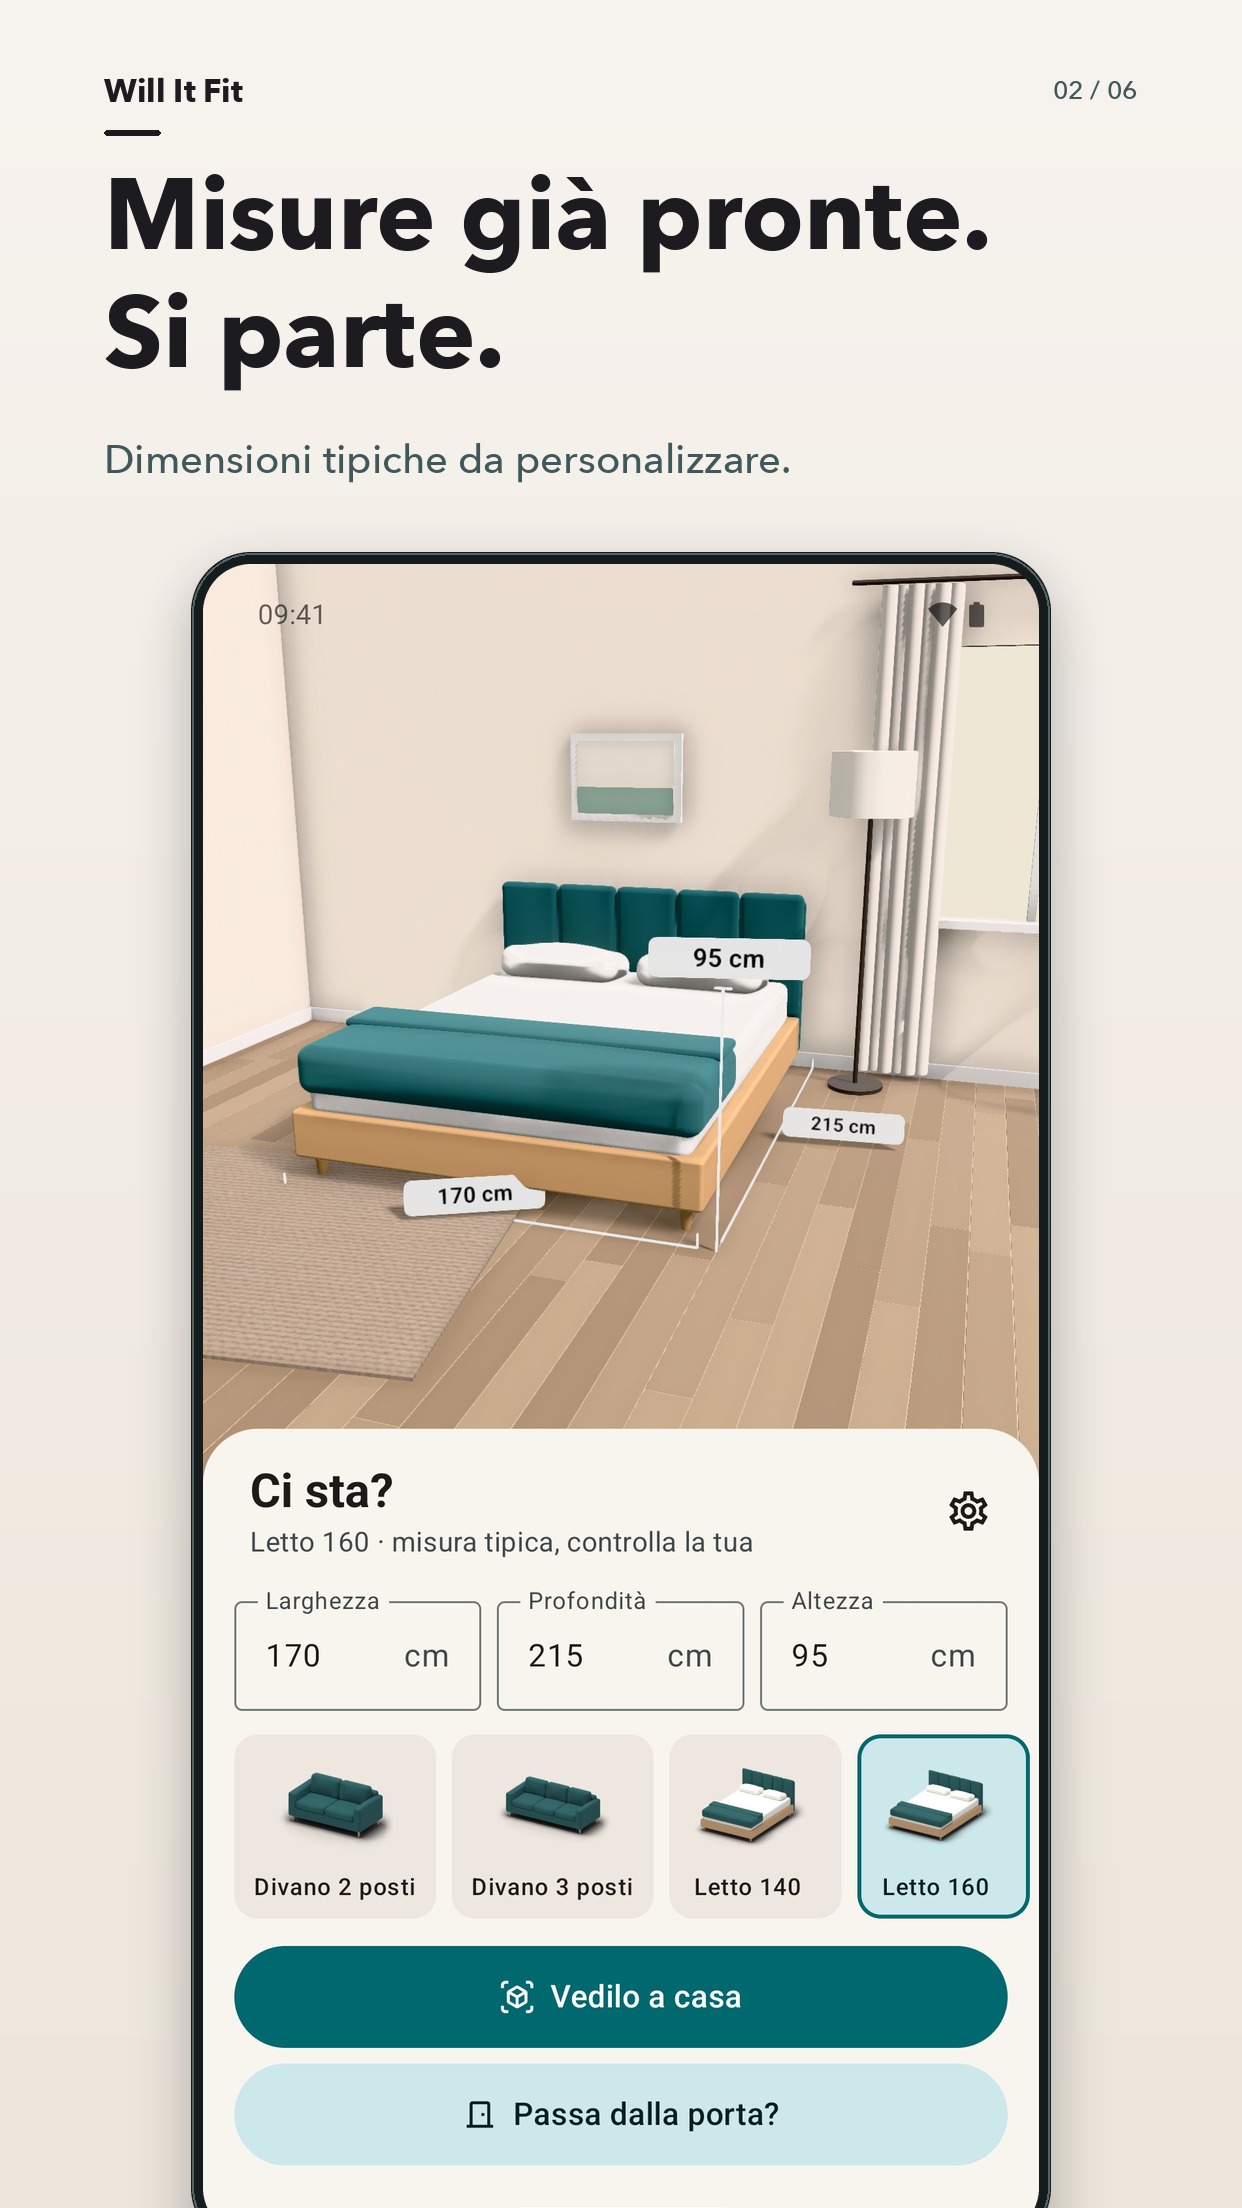 Will It Fit
02 / 06
Misure già pronte.
Si parte.
Dimensioni tipiche da personalizzare.
09:41
95 cm
215 cm
170 cm
Ci sta?
Letto 160 · misura tipica, controlla la tua
Larghezza
Profondità
Altezza
170 cm
215 cm
95 cm
Divano 2 posti
Divano 3 posti
Letto 140
Letto 160
Vedilo a casa
Passa dalla porta?